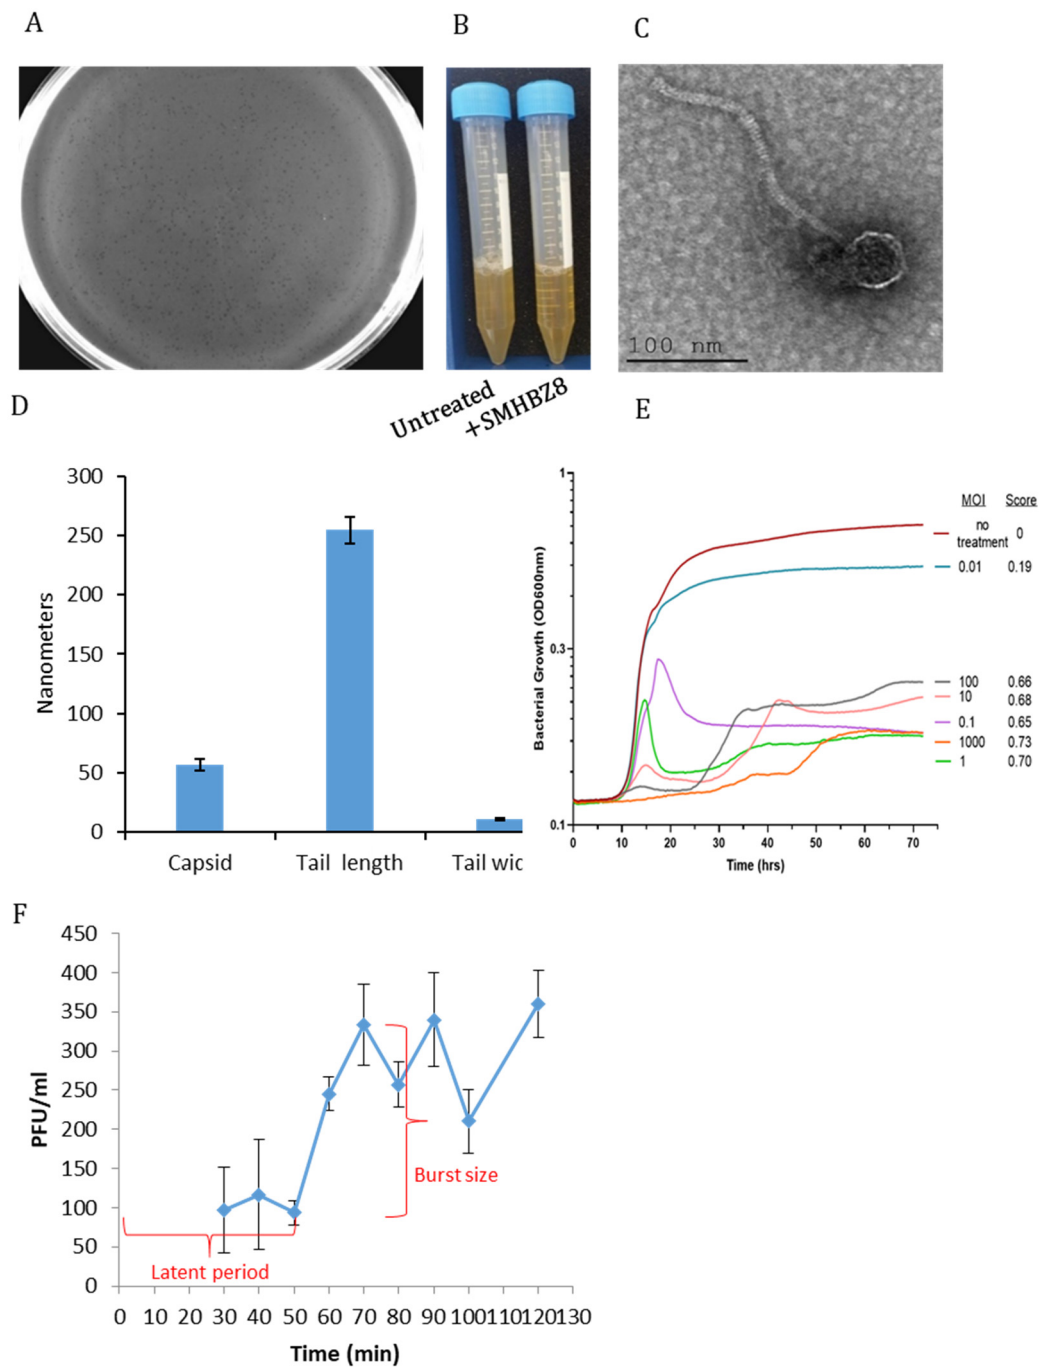 A
B
C
100 nm
Untreated
+SMHBZ8
D
300
250
200
150
100
50
0
Nanometers
Capsid
Tail length
Tail wid
E
1
0.3
0.1
Bacterial Growth (OD600nm)
0
10
20
30
40
50
60
70
Time (hrs)
MOI Score
no treatment 0
0.01 0.19
100 0.66
10 0.68
0.1 0.65
1000 0.73
1 0.70
F
450
400
350
300
250
200
150
100
50
0
PFU/ml
Burst size
Latent period
0 10 20 30 40 50 60 70 80 90 100 110 120 130
Time (min)